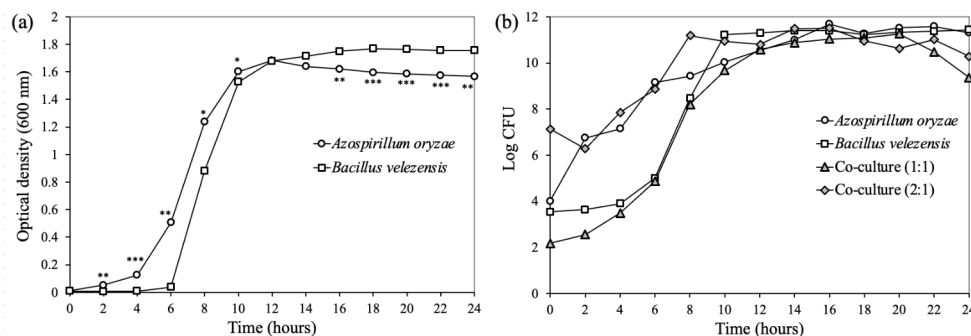 (a)
2
1.8
1.6
1.4
1.2
1
0.8
0.6
0.4
0.2
0
Optical density (600 nm)
**
***
**
*
*
**
***
***
***
**
Azospirillum oryzae
Bacillus velezensis
0 2 4 6 8 10 12 14 16 18 20 22 24
Time (hours)
(b)
12
10
8
6
4
2
0
Log CFU
Azospirillum oryzae
Bacillus velezensis
Co-culture (1:1)
Co-culture (2:1)
0 2 4 6 8 10 12 14 16 18 20 22 24
Time (hours)